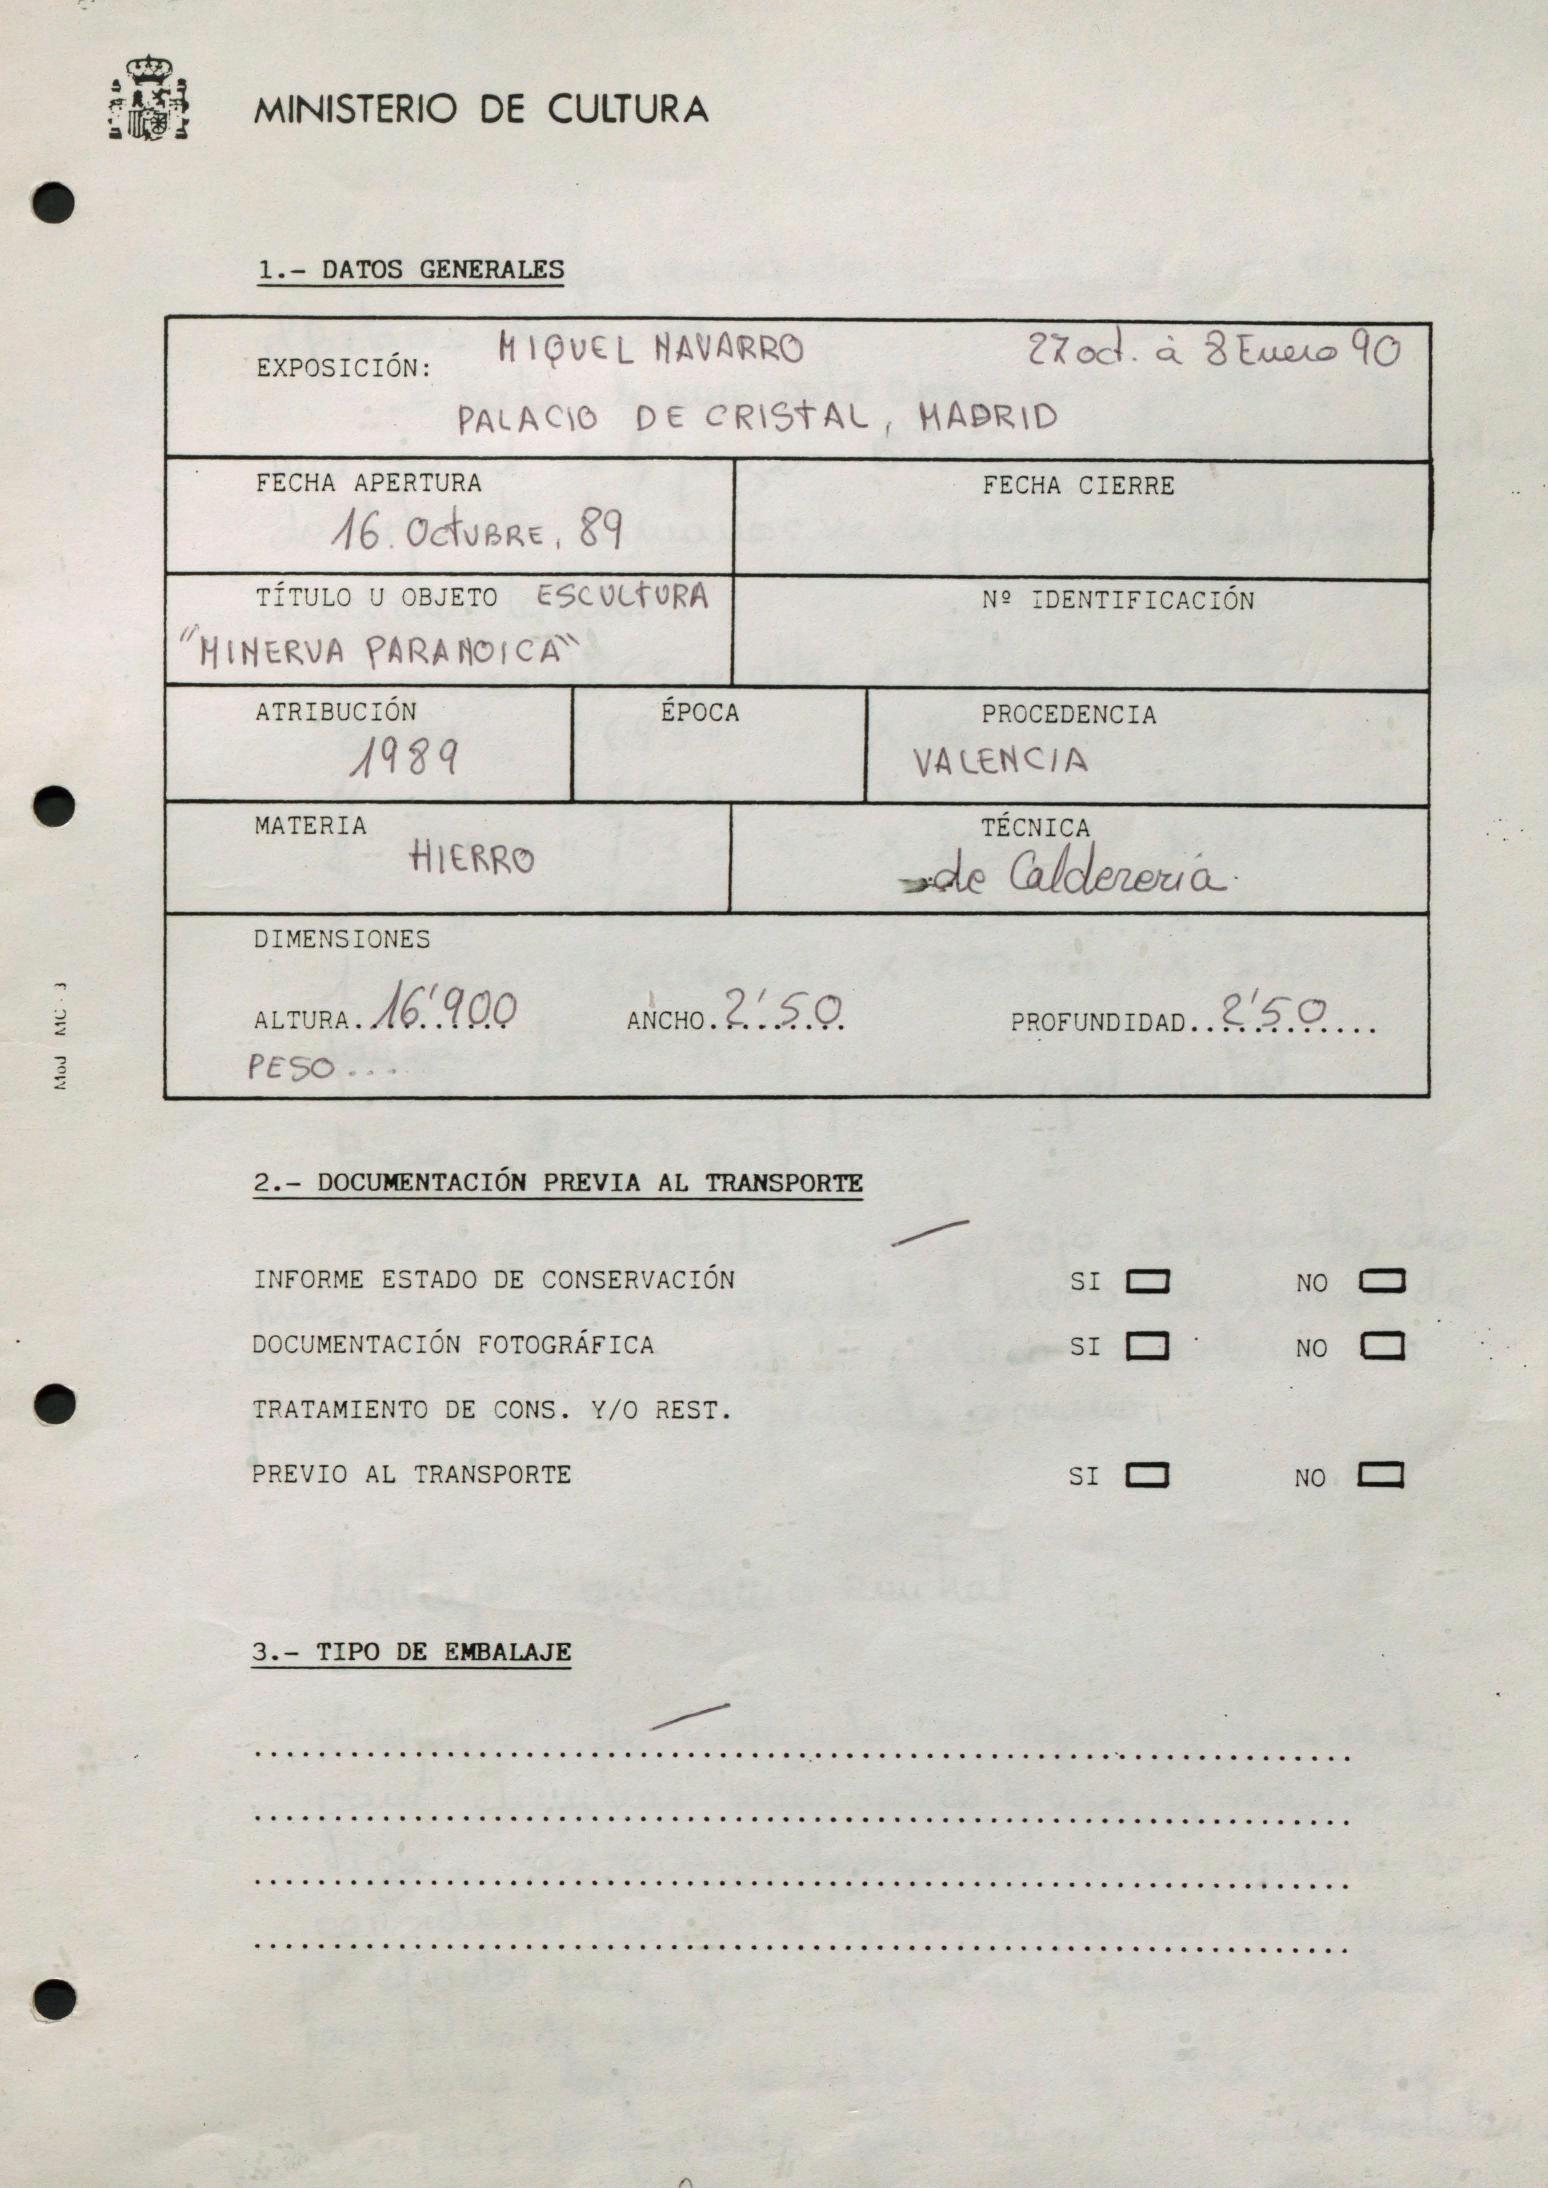 MINISTERIO DE CULTURA
1.- DATOS GENERALES
EXPOSICIÓN: MIQUEL NAVARRO 27 oct. à 8 Enero 90
PALACIO DE CRISTAL, MADRID
FECHA APERTURA FECHA CIERRE
16. OctUBRE, 89
TÍTULO U OBJETO ESCULTURA Nº IDENTIFICACIÓN
"MINERVA PARANOICA"
ATRIBUCIÓN ÉPOCA PROCEDENCIA
1989 VALENCIA
MATERIA TÉCNICA
HIERRO de Calderería.
DIMENSIONES
ALTURA..16'900 ANCHO.2'50 PROFUNDIDAD..2'50....
PESO....
2.- DOCUMENTACIÓN PREVIA AL TRANSPORTE
INFORME ESTADO DE CONSERVACIÓN SI NO
DOCUMENTACIÓN FOTOGRÁFICA SI NO
TRATAMIENTO DE CONS. Y/O REST.
PREVIO AL TRANSPORTE SI NO
3.- TIPO DE EMBALAJE
Mod MC - 3